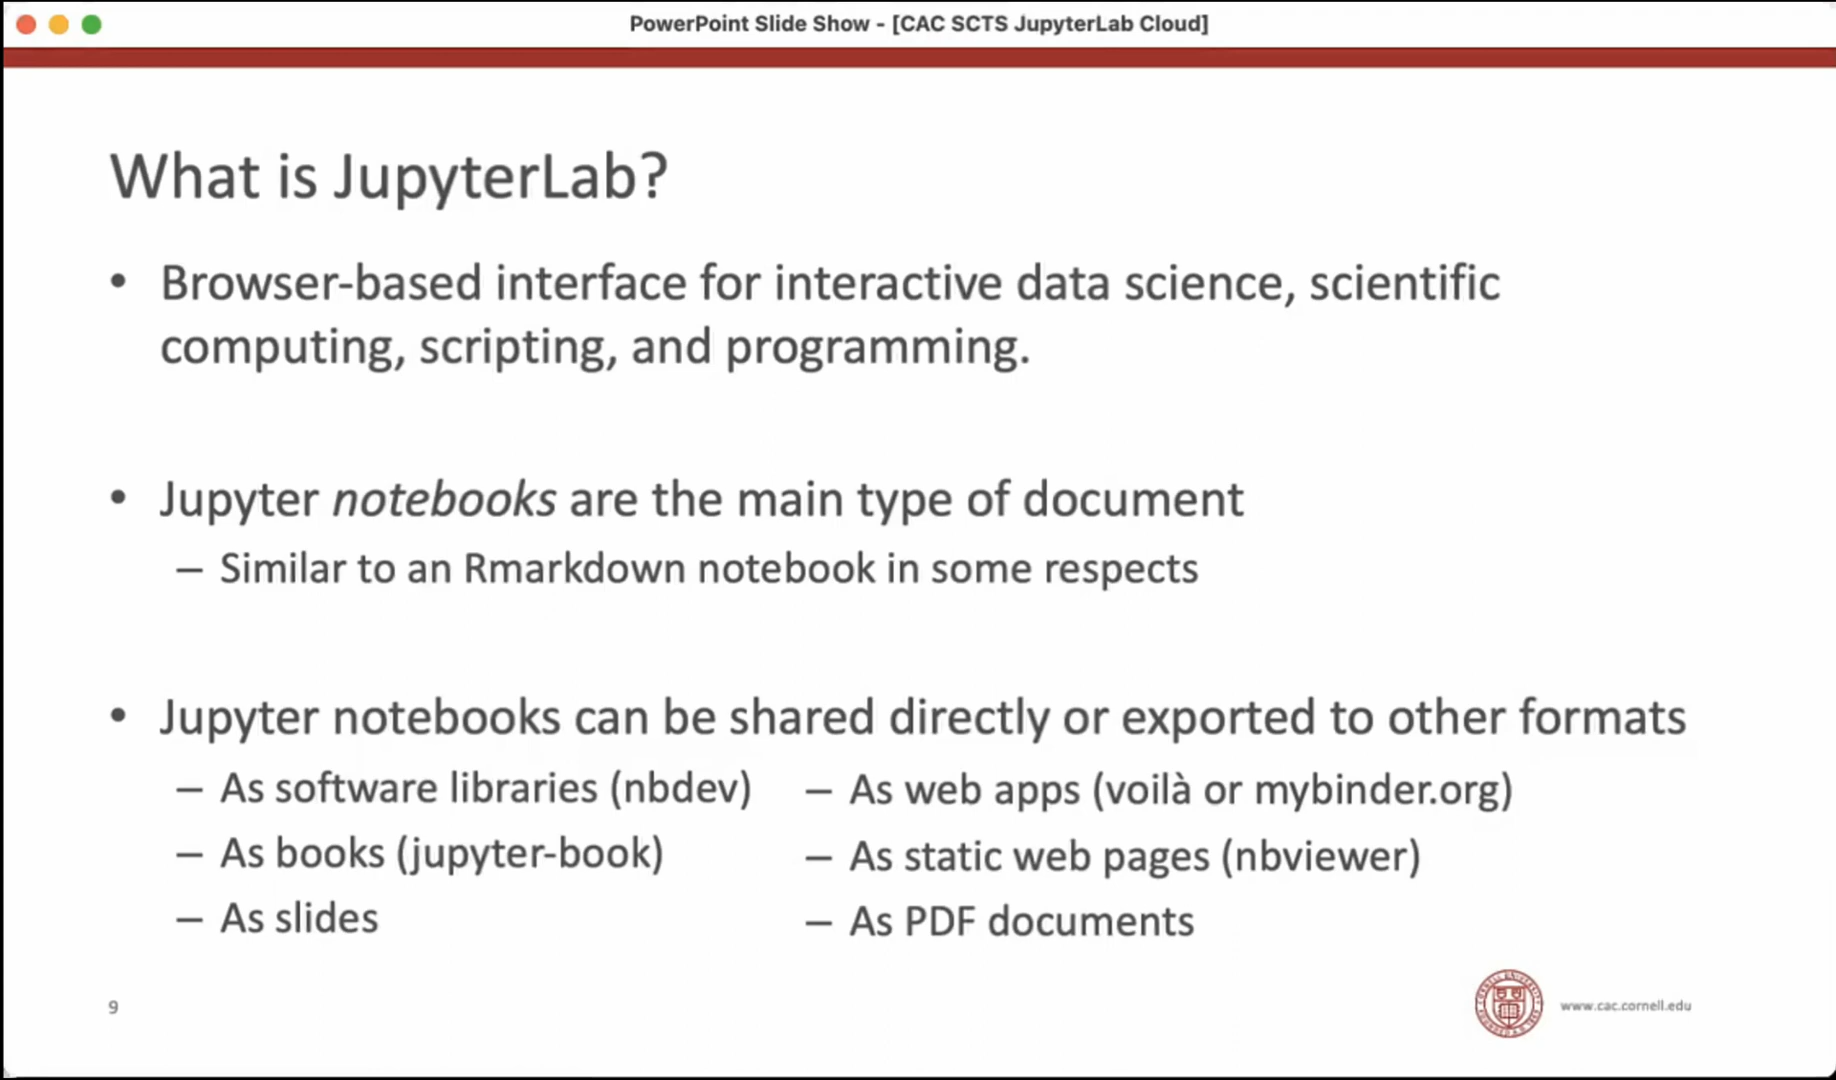 PowerPoint Slide Show - [CAC SCTS JupyterLab Cloud]
What is JupyterLab?
• Browser-based interface for interactive data science, scientific
computing, scripting, and programming.
• Jupyter notebooks are the main type of document
– Similar to an Rmarkdown notebook in some respects
• Jupyter notebooks can be shared directly or exported to other formats
– As software libraries (nbdev)
– As books (jupyter-book)
– As slides
– As web apps (voilà or mybinder.org)
– As static web pages (nbviewer)
– As PDF documents
9
www.cac.cornell.edu